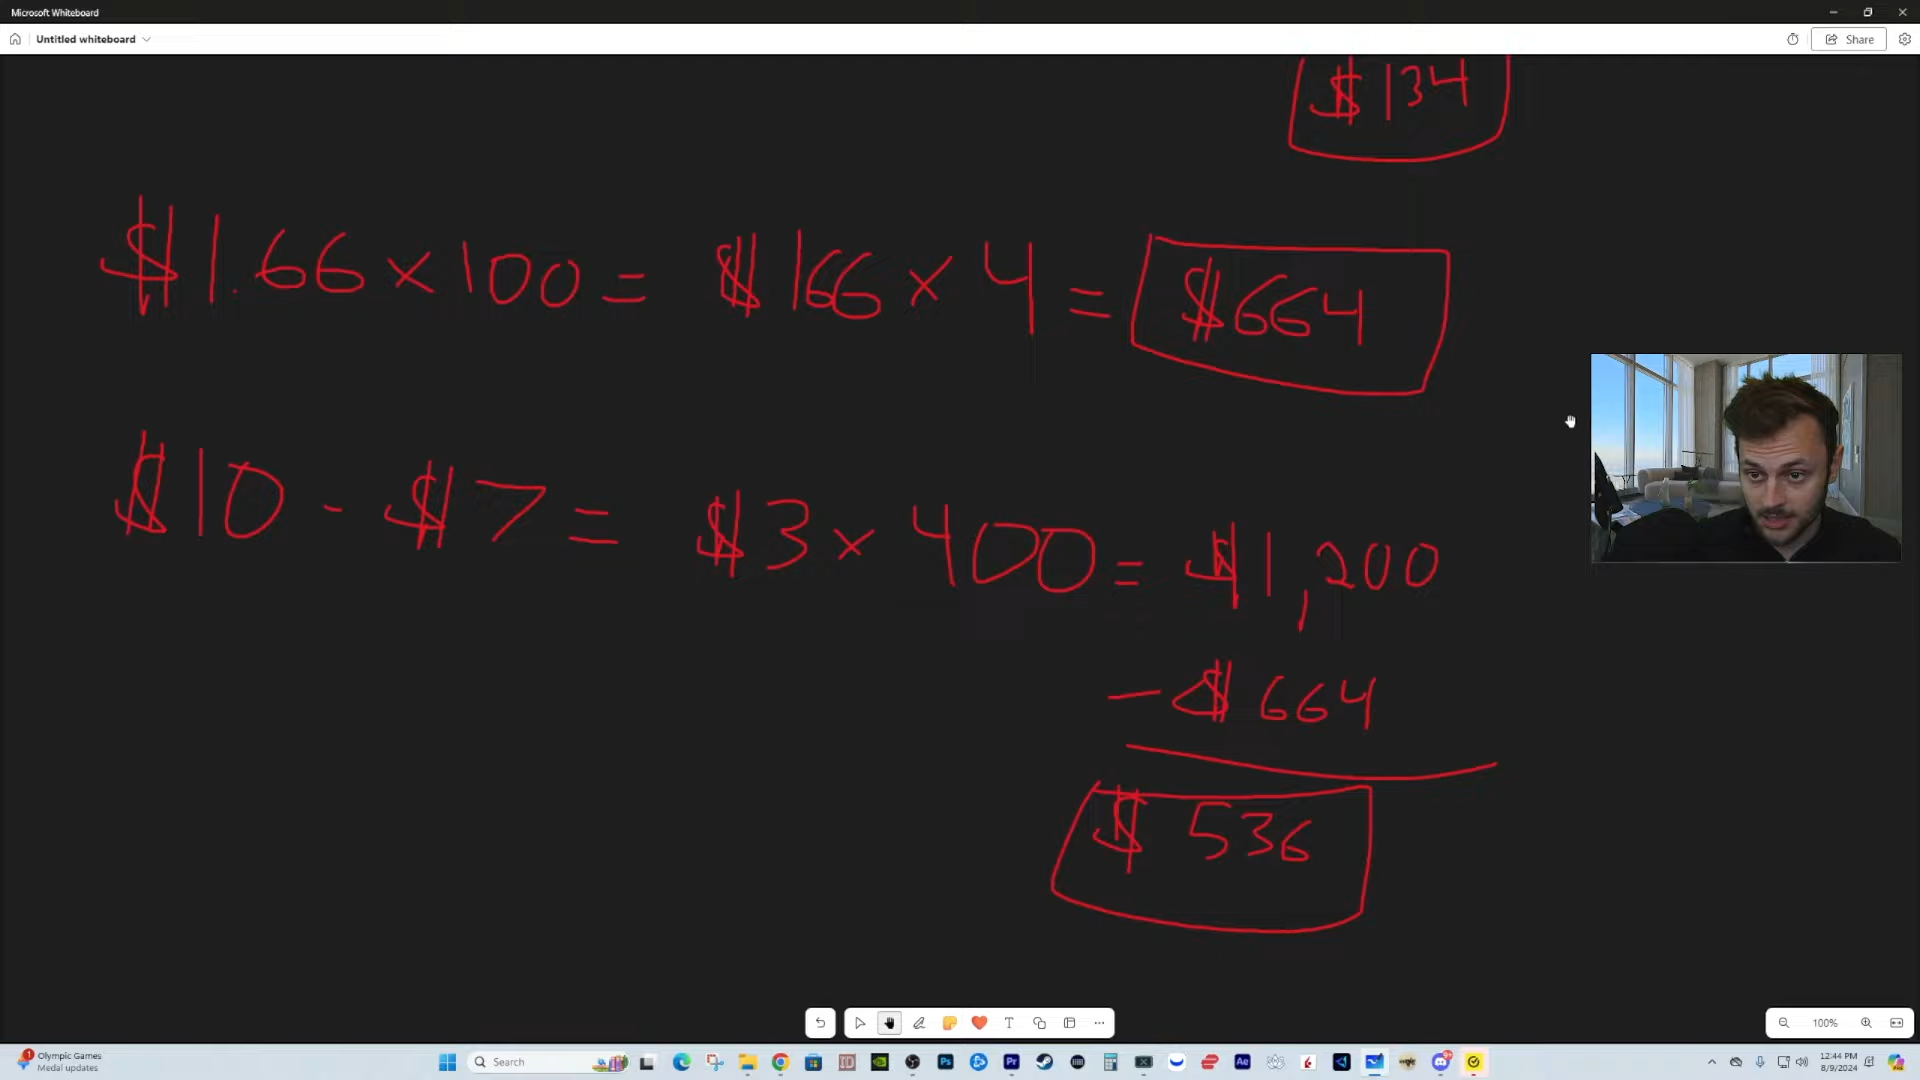 Microsoft Whiteboard
Untitled whiteboard
Share
$134
$1.66 × 100 = $166 × 4 = $664
$10 - $7 = $3 × 400 = $1,200
- $664
$536
100%
1
Olympic Games
Medal updates
Search
12:44 PM
8/9/2024